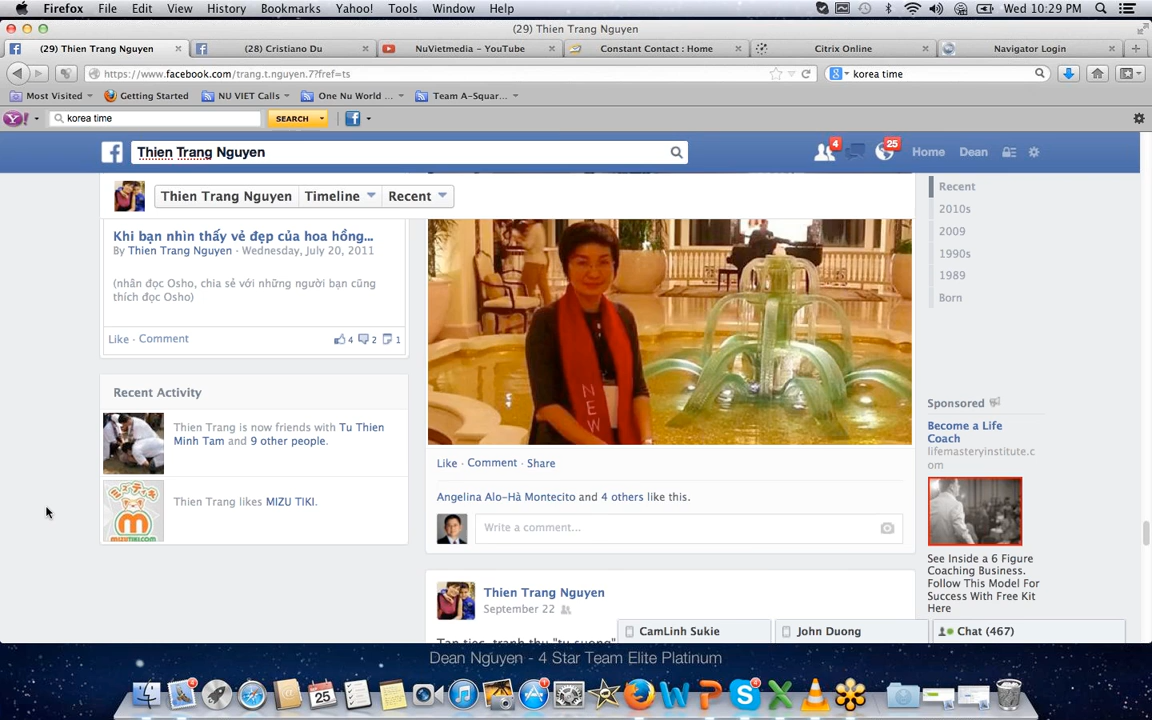 Firefox File Edit View History Bookmarks Yahoo! Tools Window Help Wed 10:29 PM
(29) Thien Trang Nguyen
(29) Thien Trang Nguyen (28) Cristiano Du NuVietmedia – YouTube Constant Contact : Home Citrix Online Navigator Login
https://www.facebook.com/trang.t.nguyen.7?fref=ts korea time
Most Visited Getting Started NU VIET Calls One Nu World ... Team A-Squar...
Y! korea time SEARCH
Thien Trang Nguyen 4 25 Home Dean
Thien Trang Nguyen Timeline Recent
Recent
2010s
2009
1990s
1989
Born
Khi bạn nhìn thấy vẻ đẹp của hoa hồng...
By Thien Trang Nguyen · Wednesday, July 20, 2011
(nhân đọc Osho, chia sẻ với những người bạn cũng
thích đọc Osho)
Like · Comment 4 2 1
Recent Activity
Thien Trang is now friends with Tu Thien
Minh Tam and 9 other people.
Thien Trang likes MIZU TIKI.
MIZUTIKI.COM
NEW
Like · Comment · Share
Angelina Alo-Hà Montecito and 4 others like this.
Write a comment...
Thien Trang Nguyen
September 22
Sponsored
Become a Life
Coach
lifemasteryinstitute.c
om
See Inside a 6 Figure
Coaching Business.
Follow This Model For
Success With Free Kit
Here
CamLinh Sukie John Duong Chat (467)
Dean Nguyen - 4 Star Team Elite Platinum
25